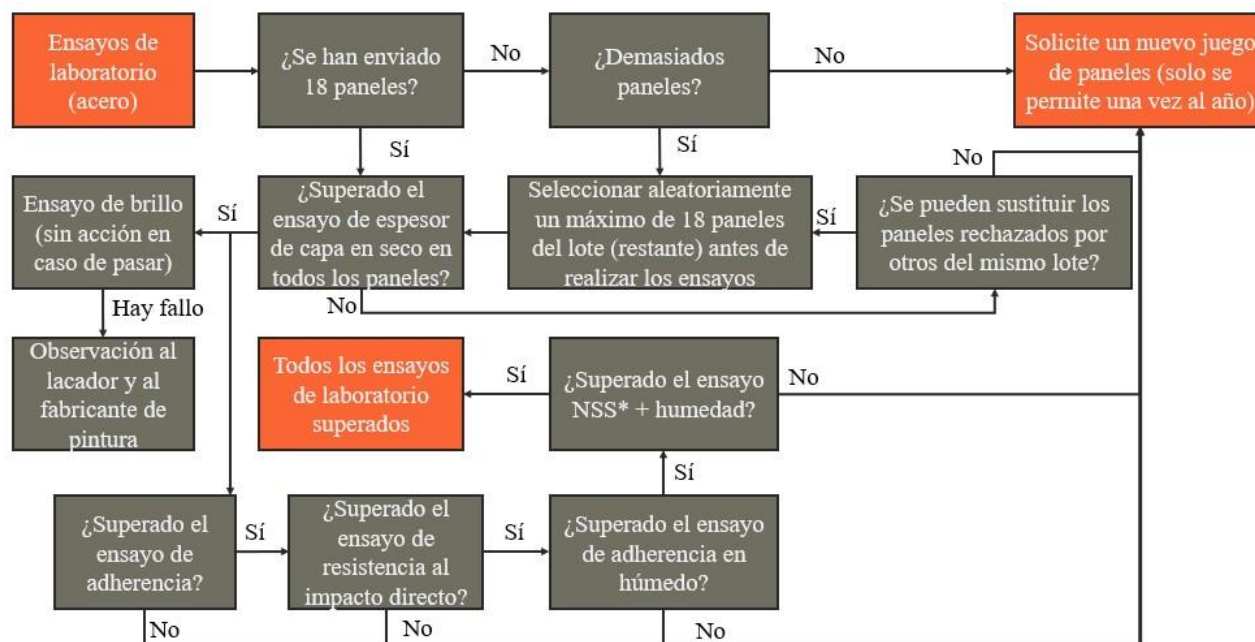 Ensayos de
laboratorio
(acero)
¿Se han enviado
18 paneles?
No
¿Demasiados
paneles?
No
Solicite un nuevo juego
de paneles (solo se
permite una vez al año)
Sí
Sí
No
Ensayo de brillo
(sin acción en
caso de pasar)
Sí
¿Superado el
ensayo de espesor
de capa en seco en
todos los paneles?
Seleccionar aleatoriamente
un máximo de 18 paneles
del lote (restante) antes de
realizar los ensayos
Sí
¿Se pueden sustituir los
paneles rechazados por
otros del mismo lote?
No
Hay fallo
Observación al
lacador y al
fabricante de
pintura
Todos los ensayos
de laboratorio
superados
Sí
¿Superado el ensayo
NSS* + humedad?
No
Sí
¿Superado el
ensayo de
adherencia?
Sí
¿Superado el
ensayo de
resistencia al
impacto directo?
Sí
¿Superado el ensayo
de adherencia en
húmedo?
No
No
No